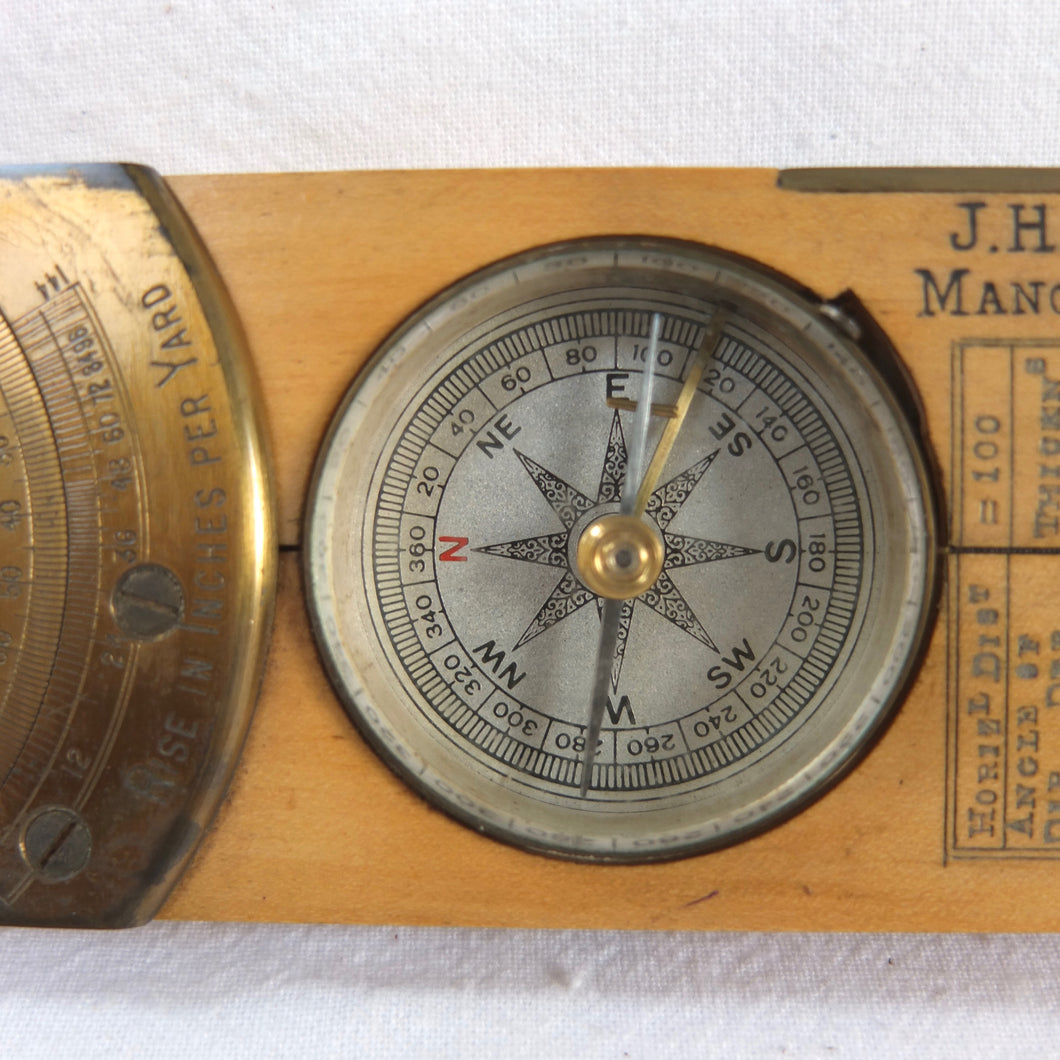 144
96
84
72
60
48
36
24
12
RISE IN INCHES PER YARD
40
50
60
N
NE
E
SE
S
SW
W
NW
360
20
40
60
80
100
120
140
160
180
200
220
240
260
280
300
320
340
J.H
MANC
HORIZL DIST = 100
ANGLE OF